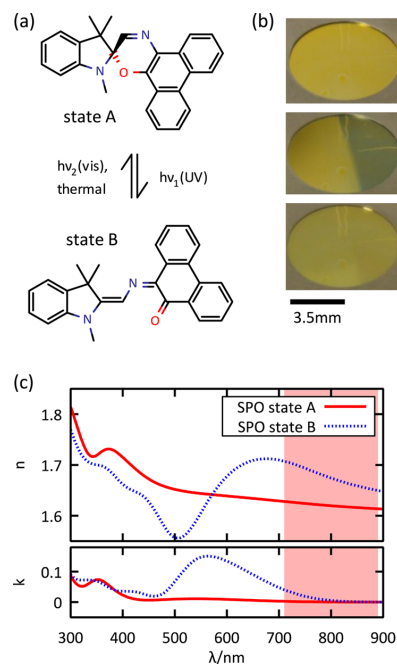 (a)
(b)
N
O
N
state A
hν₂(vis),
thermal
hν₁(UV)
state B
N
N
O
3.5mm
(c)
SPO state A
SPO state B
1.8
1.7
1.6
n
0.1
0
k
300 400 500 600 700 800 900
λ/nm